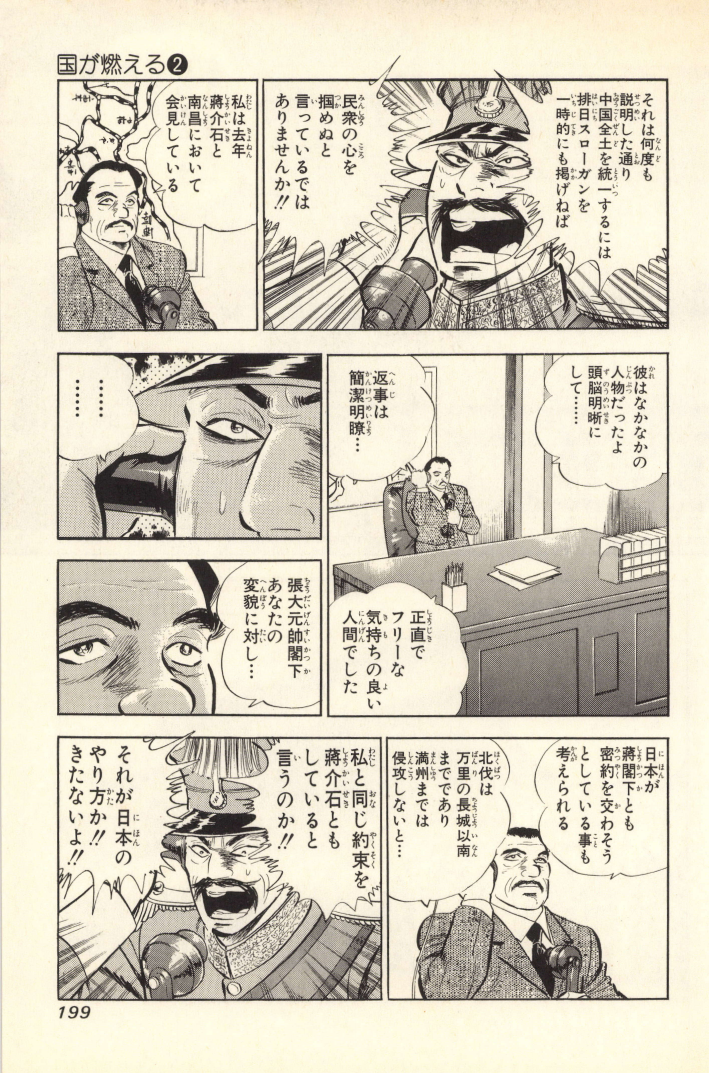 国が燃える❷
それは何度も
説明した通り
中国全土を統一するには
排日スローガンを
一時的にも掲げねば
民衆の心を
掴めぬと
言っているでは
ありませんか!!
私は去年
蔣介石と
南昌において
会見している
彼はなかなかの
人物だったよ
頭脳明晰に
して……
返事は
簡潔明瞭…
正直で
フリーな
気持ちの良い
人間でした
……
……
張大元帥閣下
あなたの
変貌に対し…
日本が
蔣閣下とも
密約を交わそう
としている事も
考えられる
北伐は
万里の長城以南
までであり
満州までは
侵攻しないと…
私と同じ約束を
蔣介石とも
していると
言うのか!!
それが日本の
やり方か!!
きたないよ!!
199